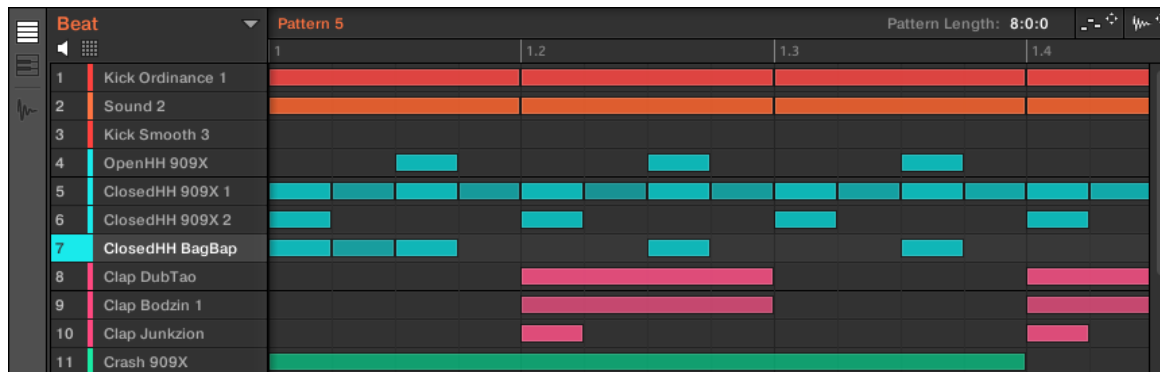 Beat Pattern 5 Pattern Length: 8:0:0
1 1.2 1.3 1.4
1 Kick Ordinance 1
2 Sound 2
3 Kick Smooth 3
4 OpenHH 909X
5 ClosedHH 909X 1
6 ClosedHH 909X 2
7 ClosedHH BagBap
8 Clap DubTao
9 Clap Bodzin 1
10 Clap Junkzion
11 Crash 909X